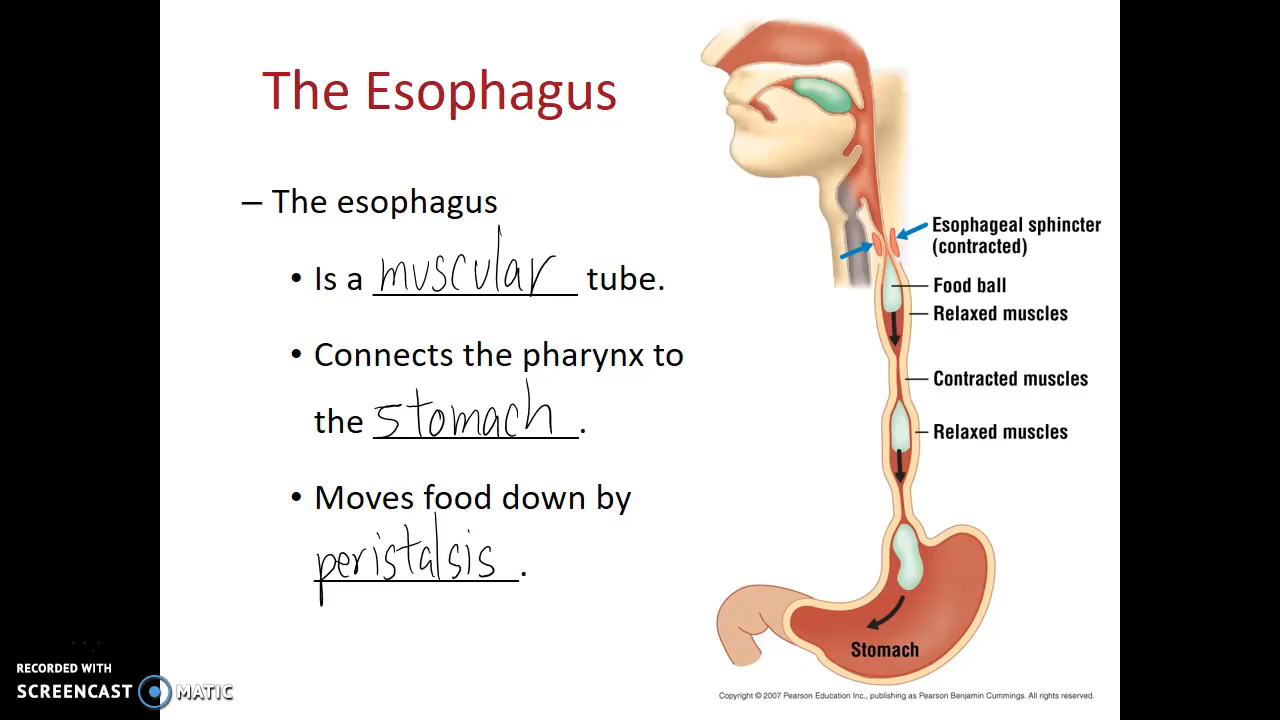 The Esophagus
– The esophagus
• Is a muscular tube.
• Connects the pharynx to
the stomach.
• Moves food down by
peristalsis.
Esophageal sphincter
(contracted)
Food ball
Relaxed muscles
Contracted muscles
Relaxed muscles
Stomach
Copyright © 2007 Pearson Education Inc., publishing as Pearson Benjamin Cummings. All rights reserved.
RECORDED WITH
SCREENCAST MATIC